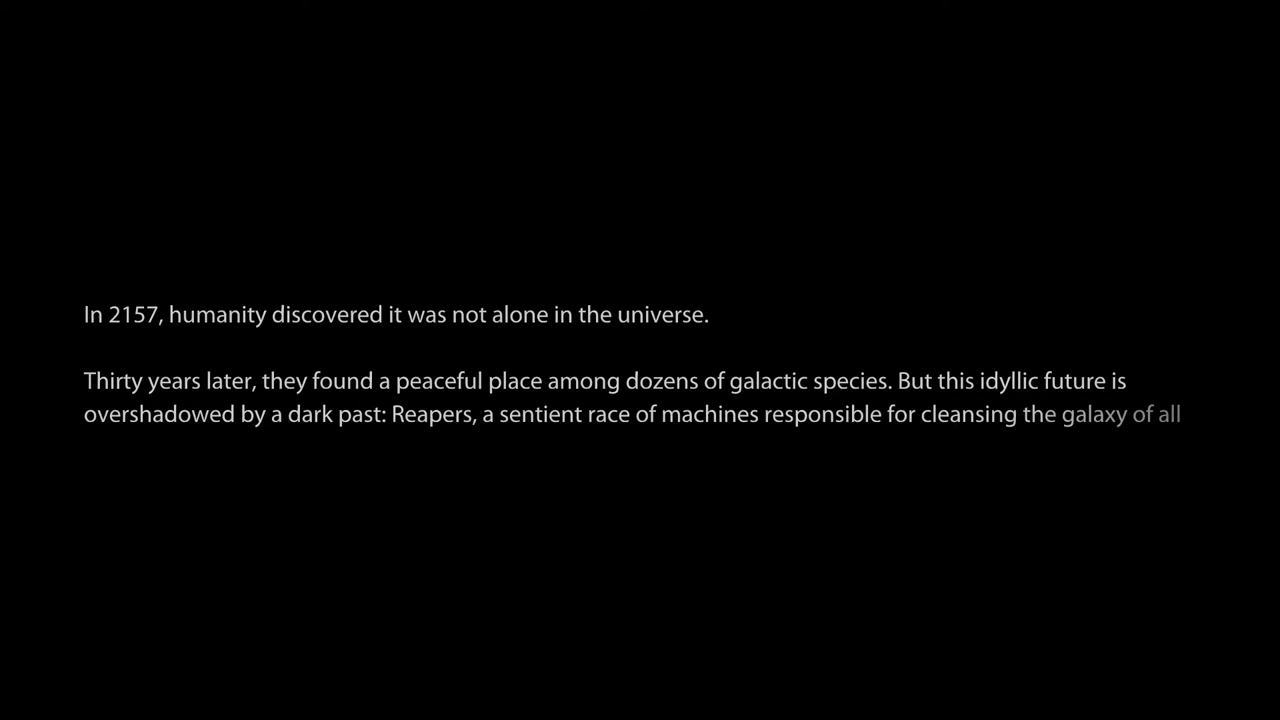 In 2157, humanity discovered it was not alone in the universe.
Thirty years later, they found a peaceful place among dozens of galactic species. But this idyllic future is
overshadowed by a dark past: Reapers, a sentient race of machines responsible for cleansing the galaxy of all